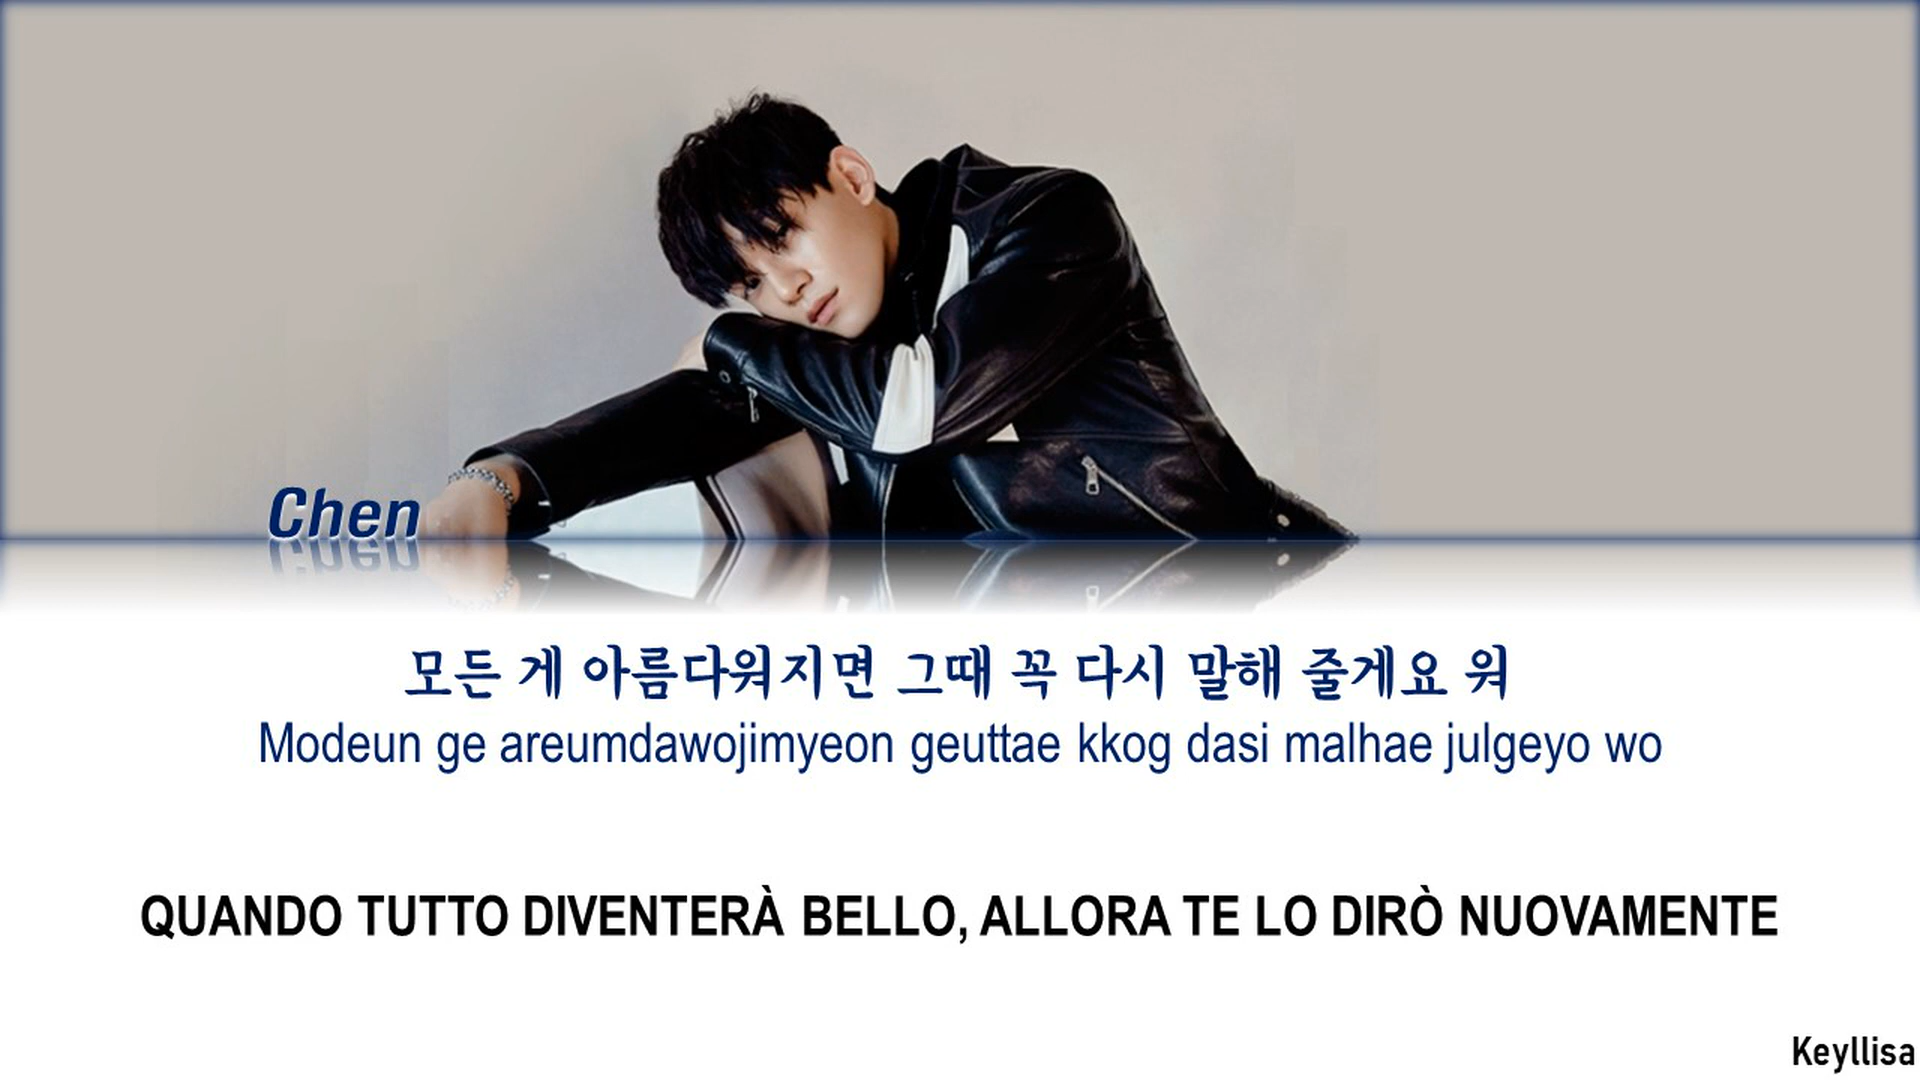 Chen
모든 게 아름다워지면 그때 꼭 다시 말해 줄게요 워
Modeun ge areumdawojimyeon geuttae kkog dasi malhae julgeyo wo
QUANDO TUTTO DIVENTERÀ BELLO, ALLORA TE LO DIRÒ NUOVAMENTE
Keyllisa